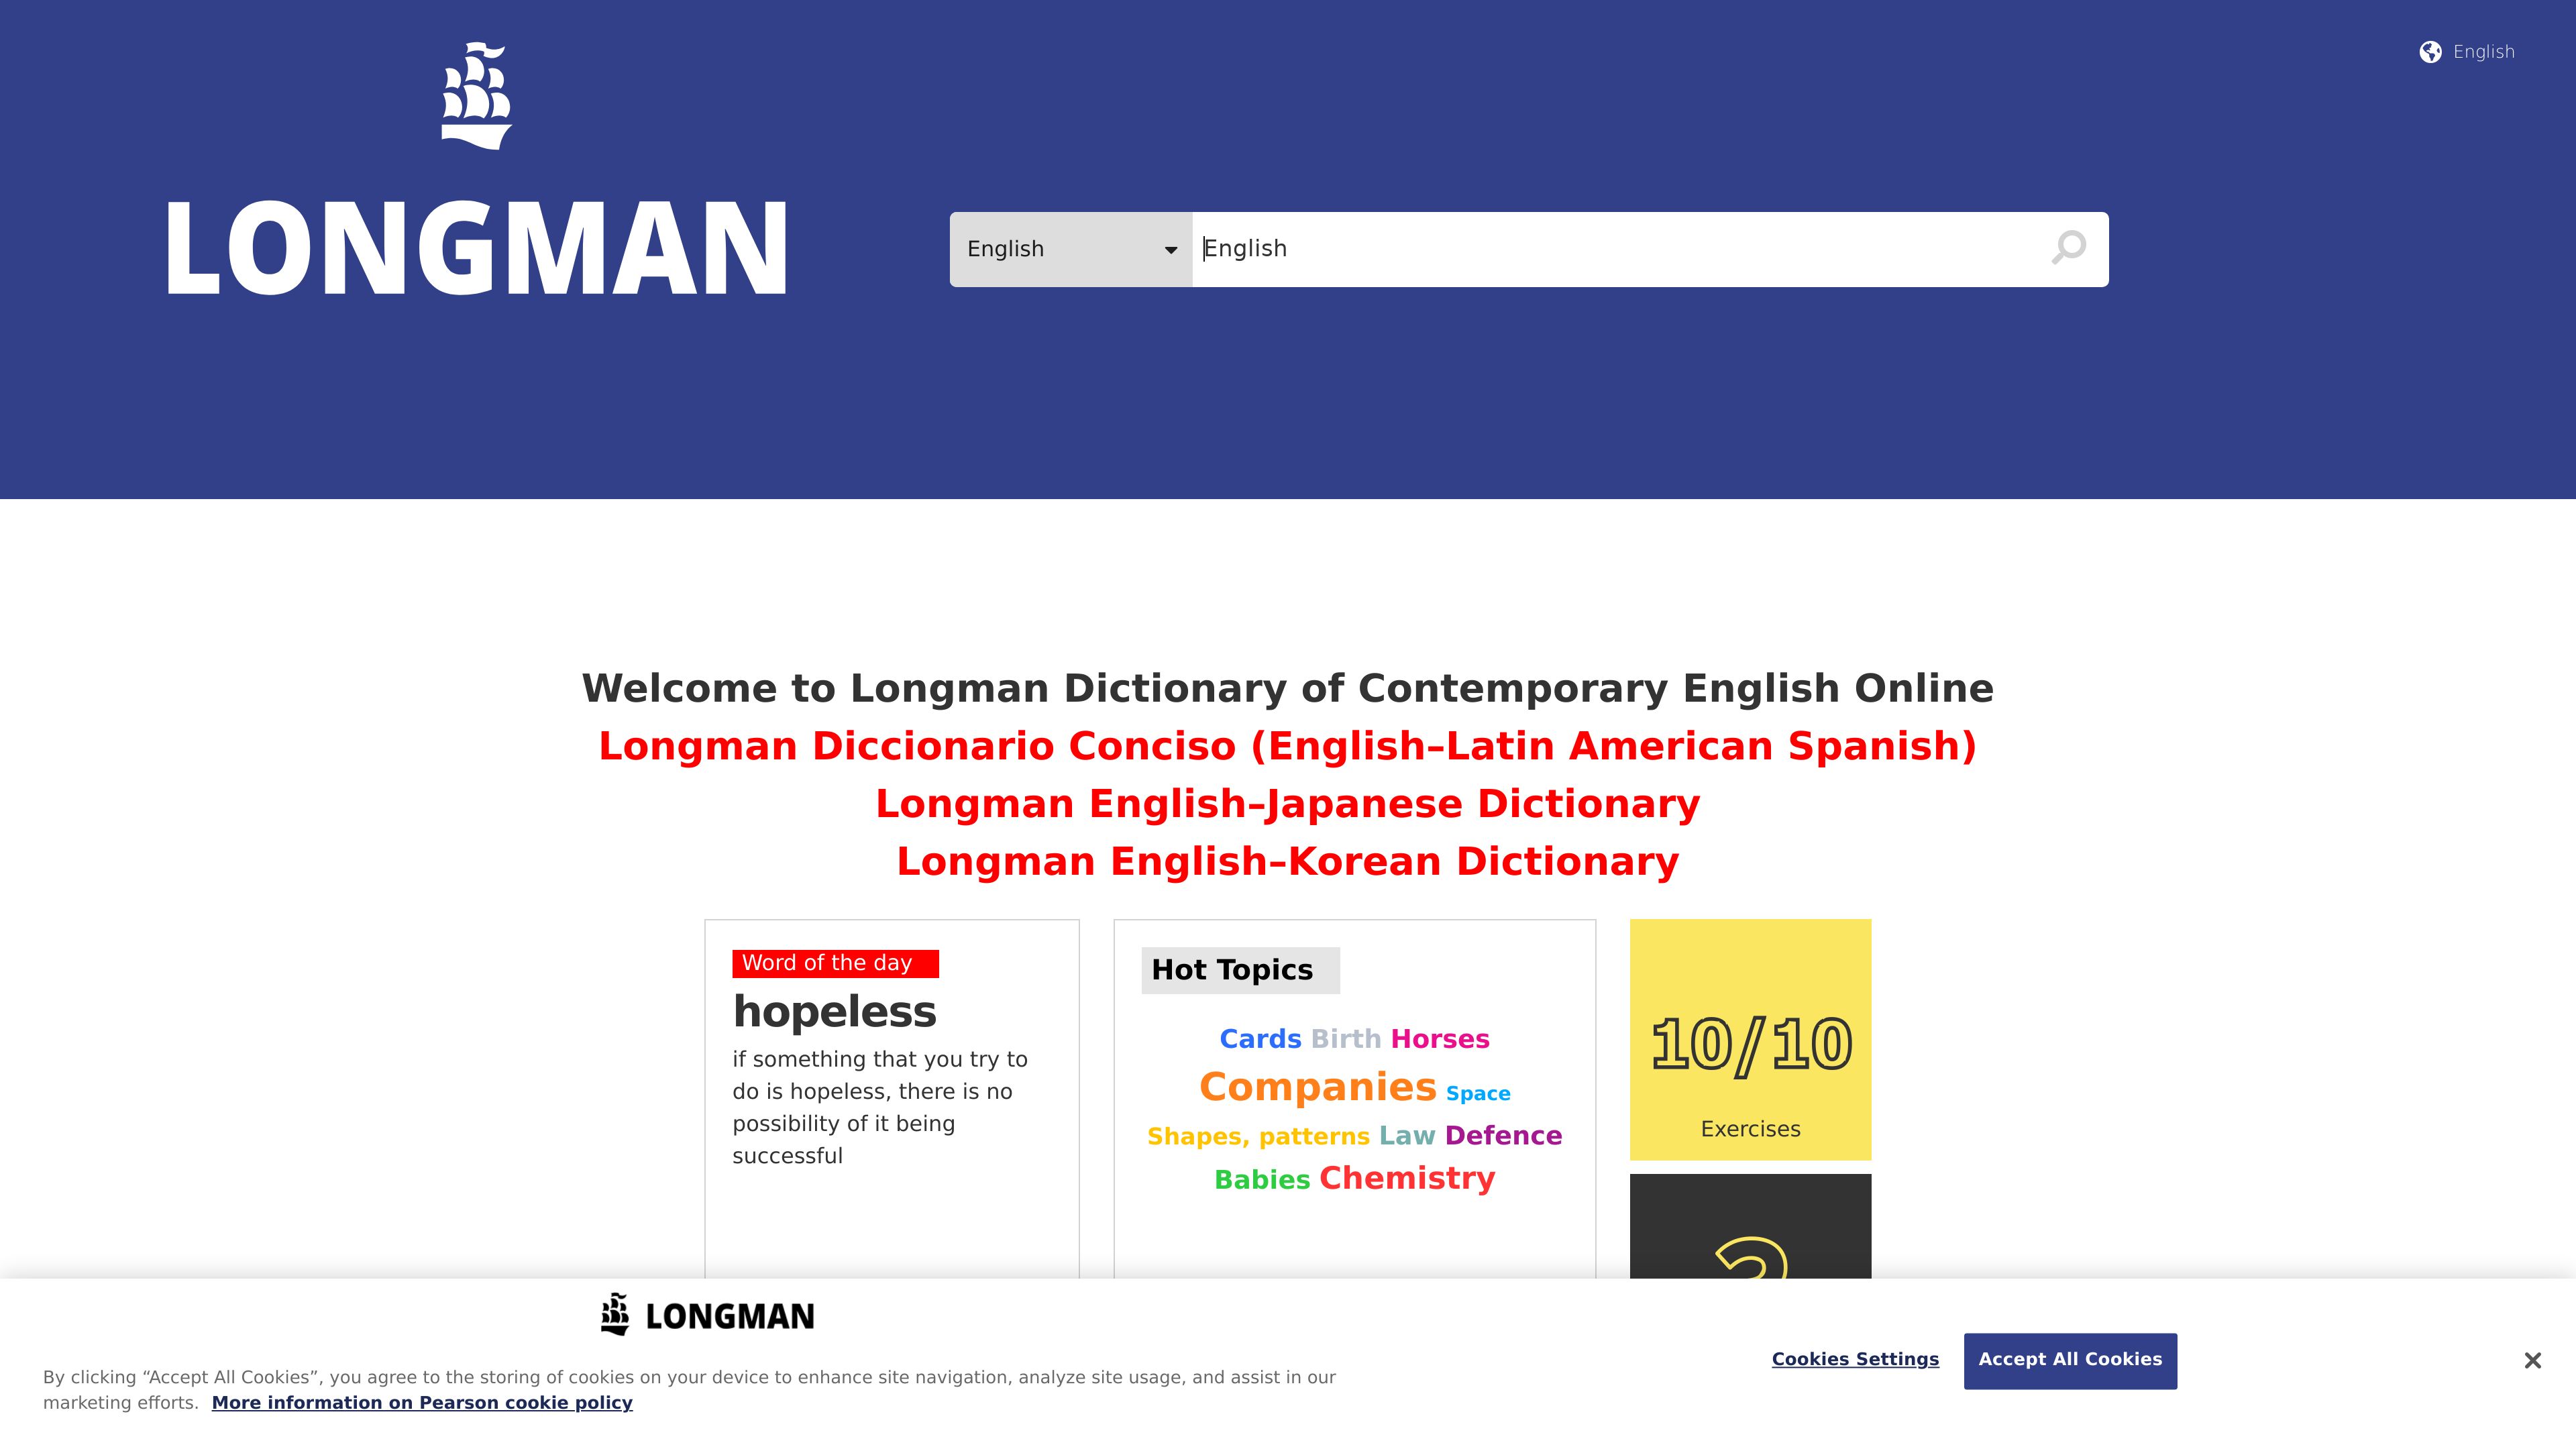 English
LONGMAN
English
English
Welcome to Longman Dictionary of Contemporary English Online
Longman Diccionario Conciso (English–Latin American Spanish)
Longman English–Japanese Dictionary
Longman English–Korean Dictionary
Word of the day
hopeless
if something that you try to
do is hopeless, there is no
possibility of it being
successful
Hot Topics
Cards Birth Horses
Companies Space
Shapes, patterns Law Defence
Babies Chemistry
10/10
Exercises
?
LONGMAN
By clicking “Accept All Cookies”, you agree to the storing of cookies on your device to enhance site navigation, analyze site usage, and assist in our
marketing efforts. More information on Pearson cookie policy
Cookies Settings
Accept All Cookies